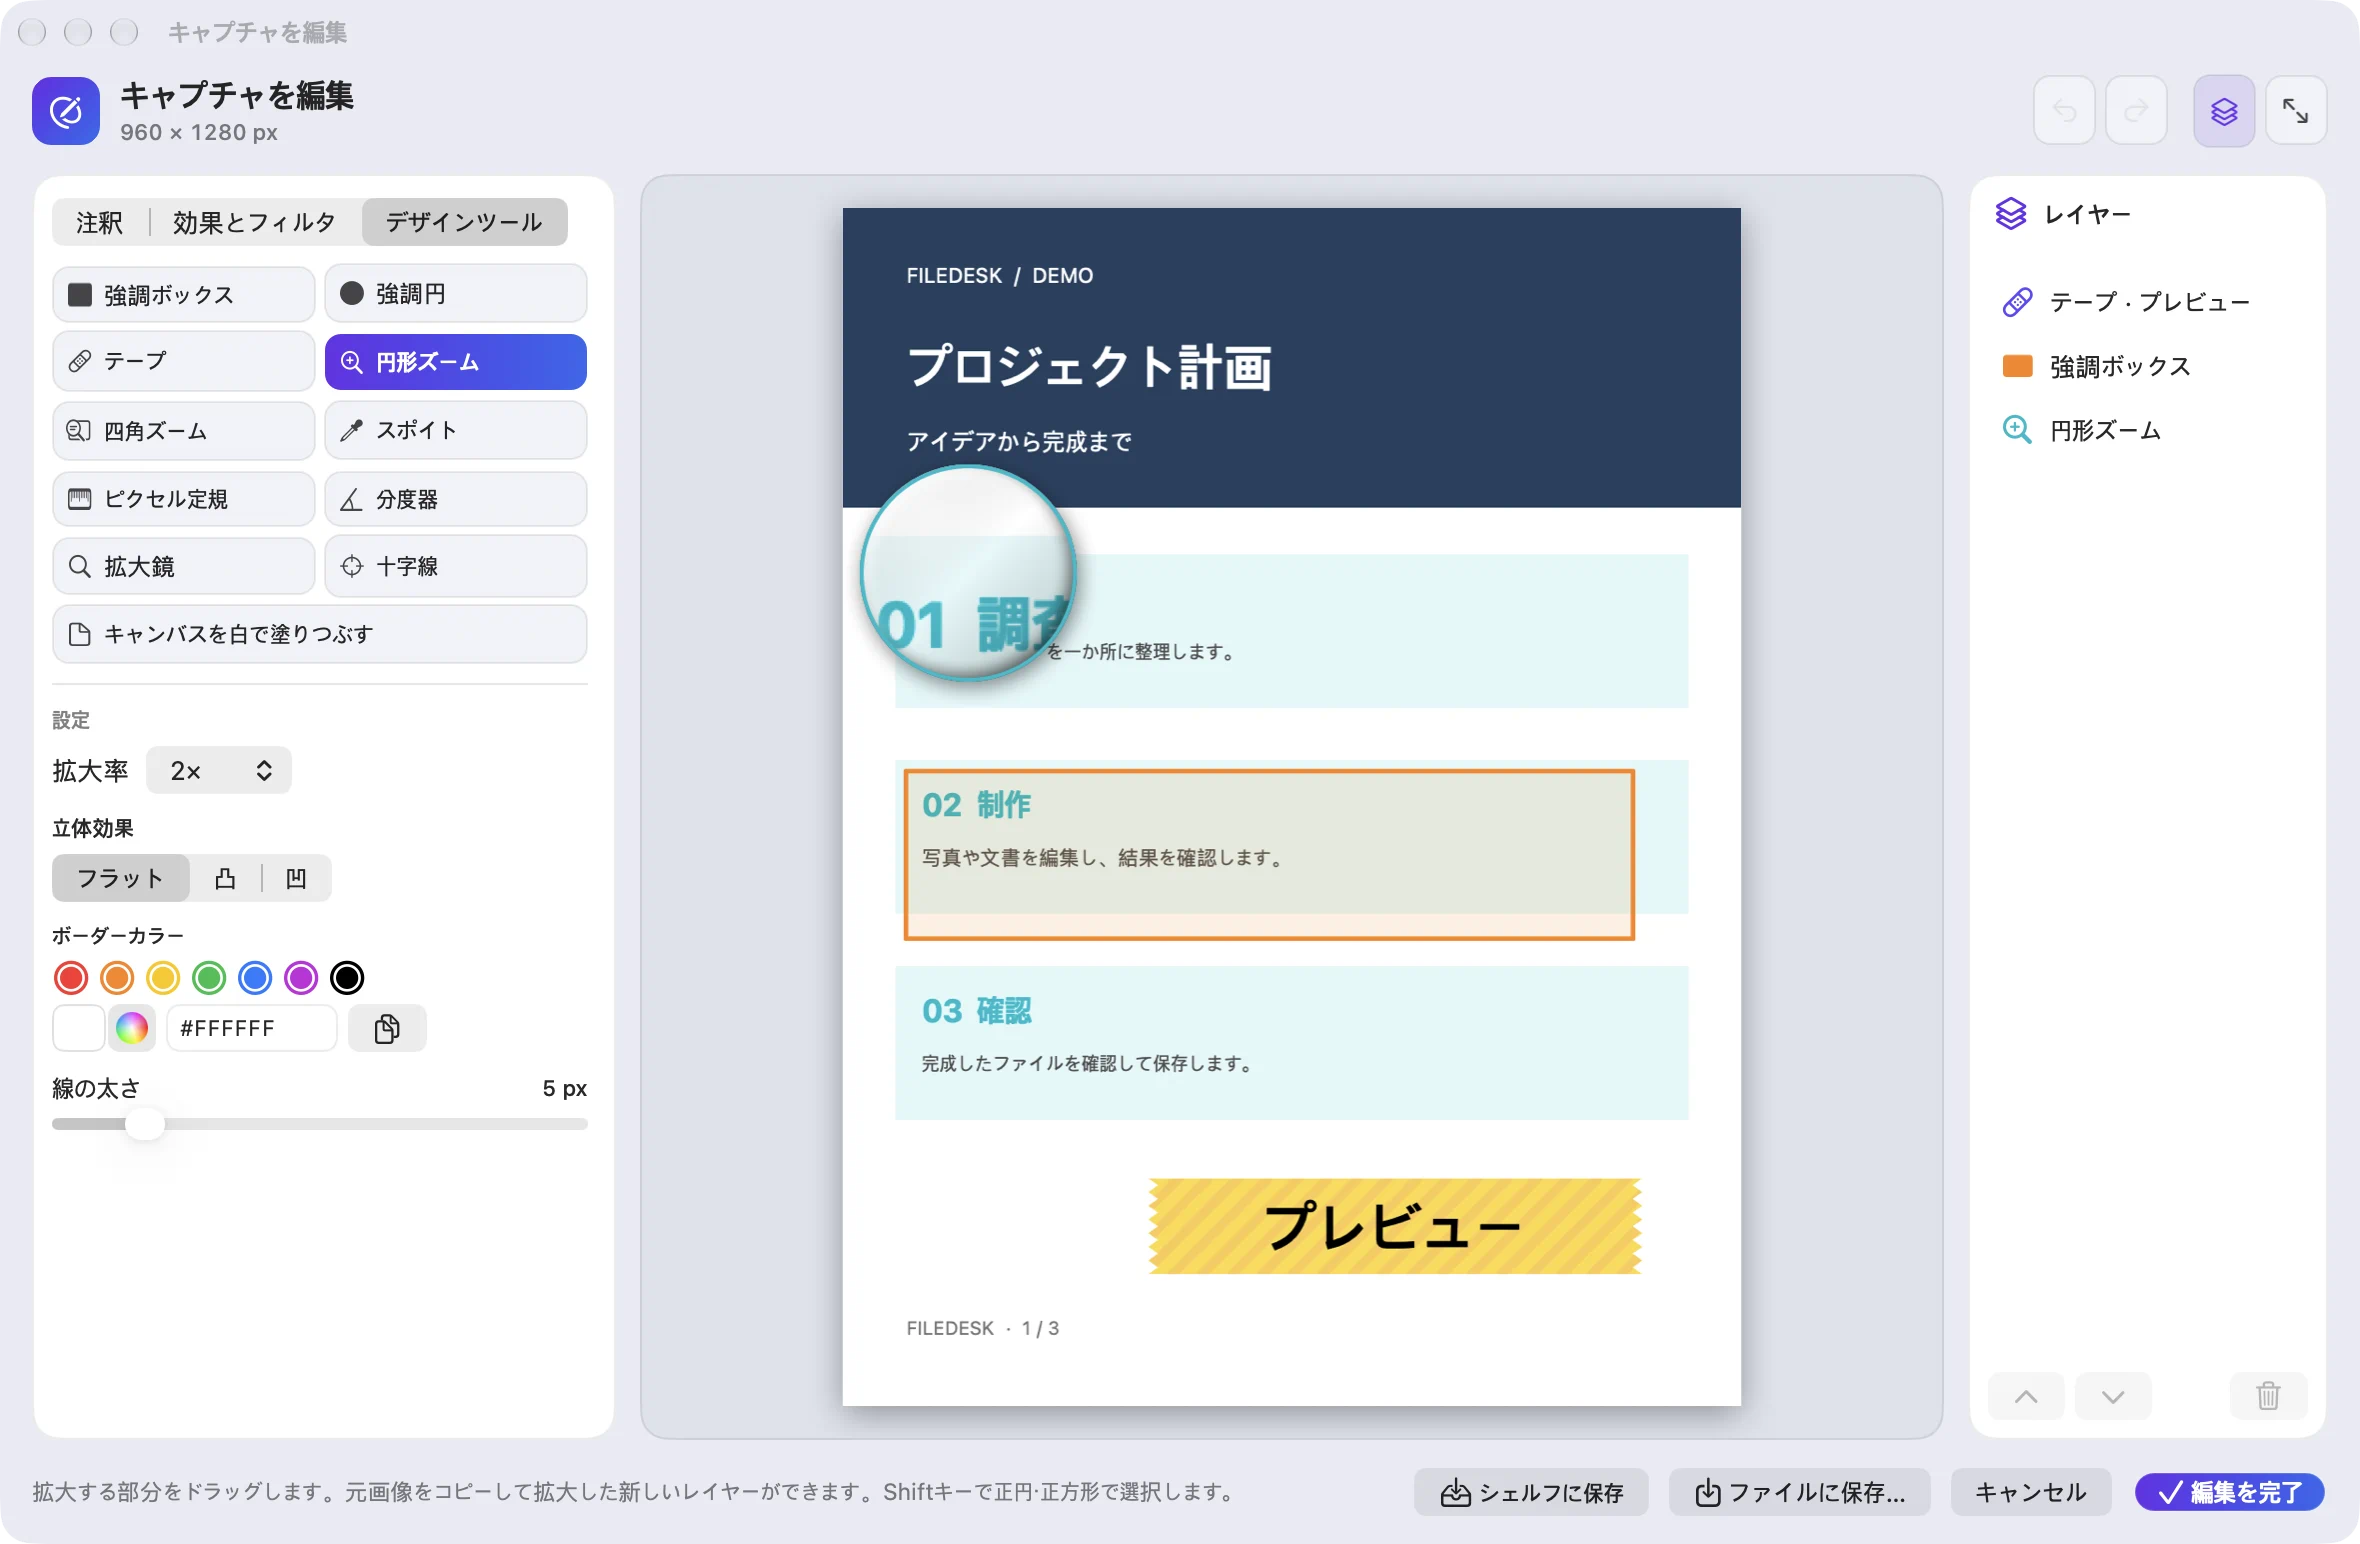 キャプチャを編集
キャプチャを編集
960 × 1280 px
注釈
効果とフィルタ
デザインツール
強調ボックス
強調円
テープ
円形ズーム
四角ズーム
スポイト
ピクセル定規
分度器
拡大鏡
十字線
キャンバスを白で塗りつぶす
設定
拡大率
2×
立体効果
フラット
凸
凹
ボーダーカラー
#FFFFFF
線の太さ
5 px
FILEDESK / DEMO
プロジェクト計画
アイデアから完成まで
01 調査
を一か所に整理します。
02 制作
写真や文書を編集し、結果を確認します。
03 確認
完成したファイルを確認して保存します。
プレビュー
FILEDESK · 1 / 3
レイヤー
テープ · プレビュー
強調ボックス
円形ズーム
拡大する部分をドラッグします。元画像をコピーして拡大した新しいレイヤーができます。Shiftキーで正円·正方形で選択します。
シェルフに保存
ファイルに保存...
キャンセル
編集を完了